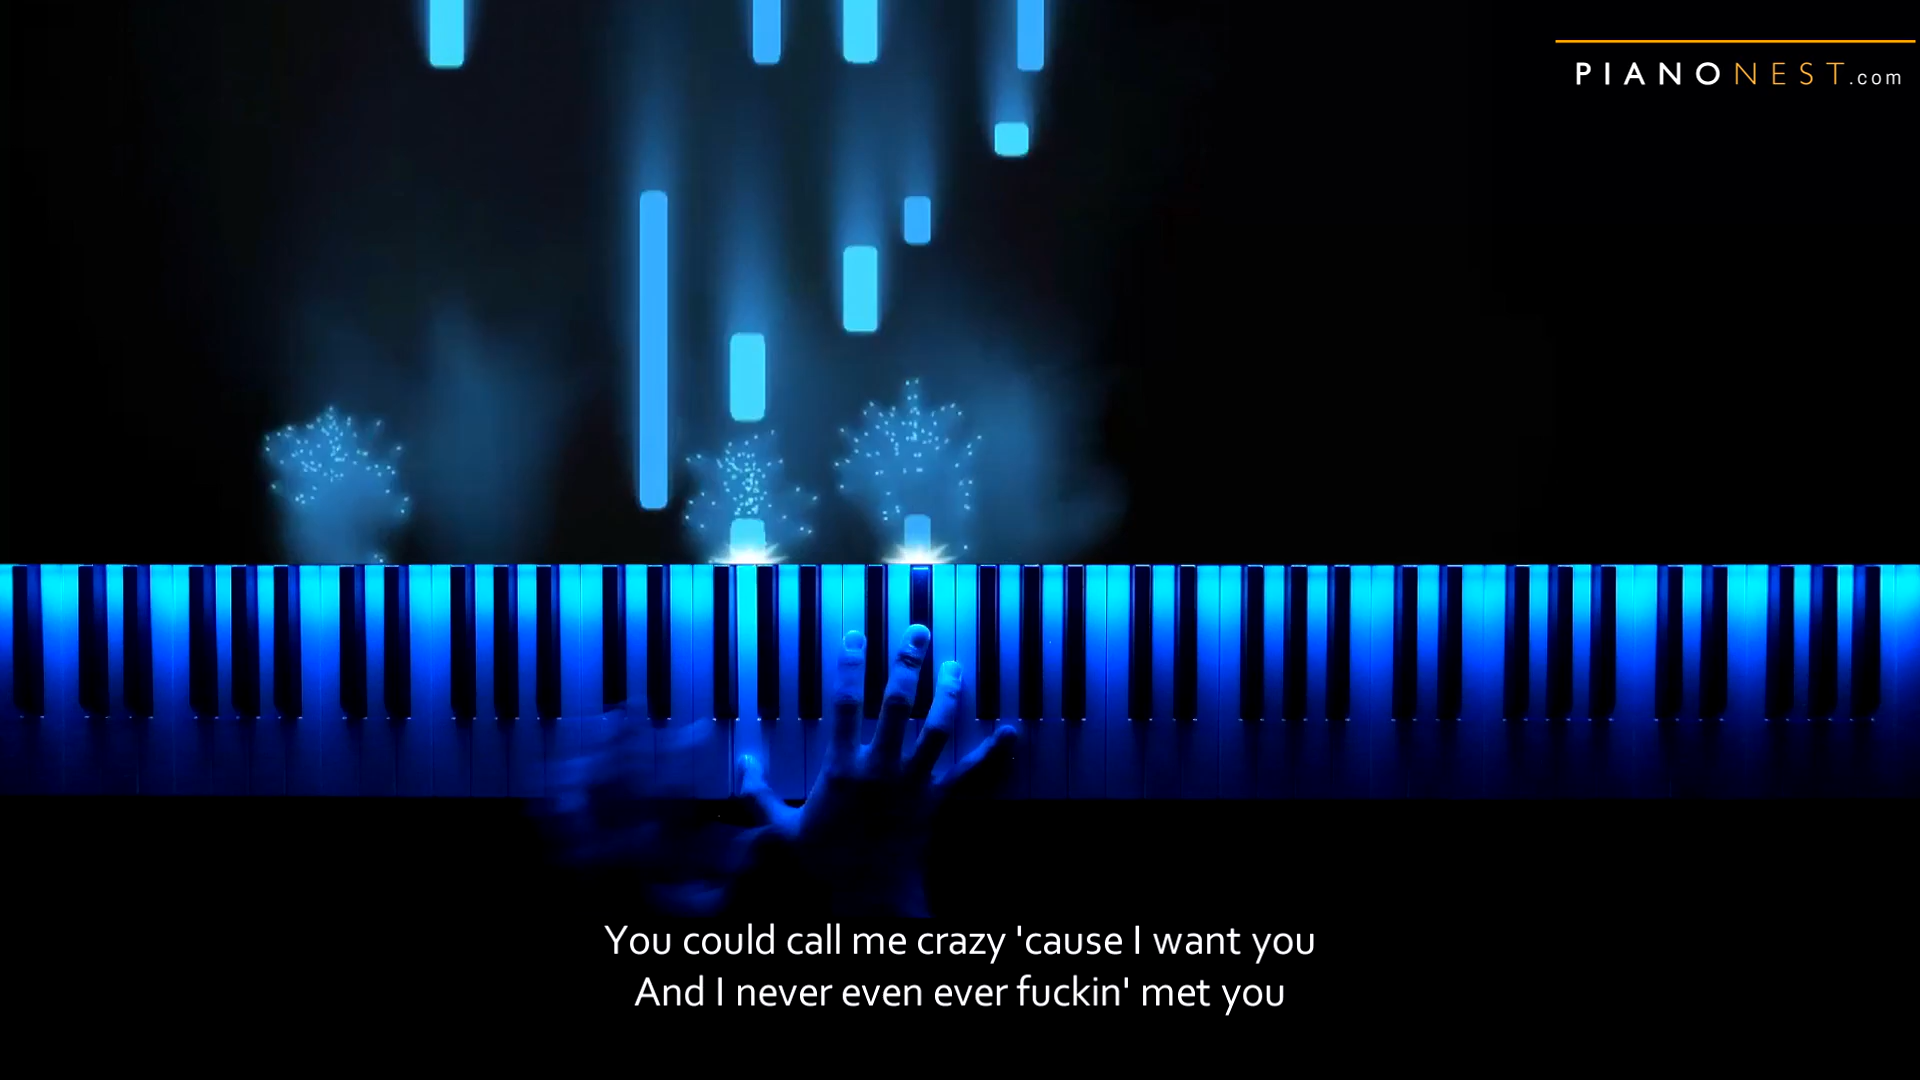 PIANONEST.com
You could call me crazy 'cause I want you
And I never even ever fuckin' met you